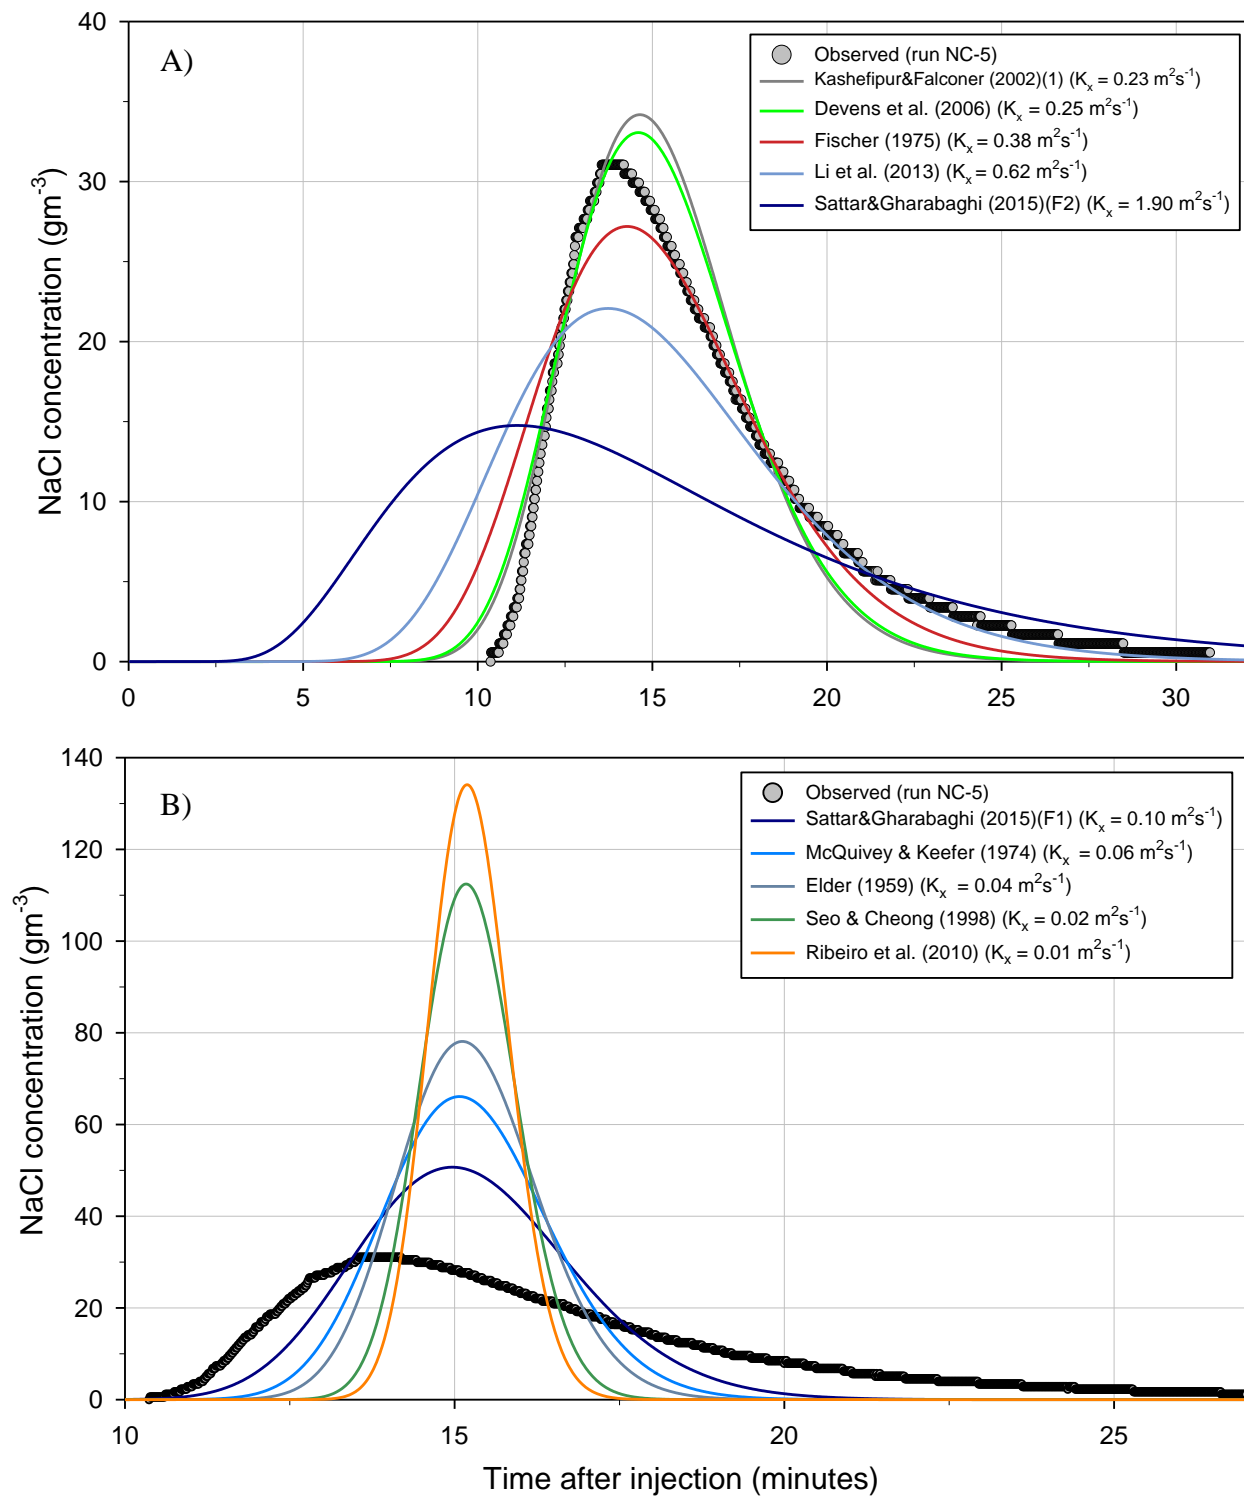 A)
Observed (run NC-5)
Kashefipur&Falconer (2002)(1) (Kx = 0.23 m2s-1)
Devens et al. (2006) (Kx = 0.25 m2s-1)
Fischer (1975) (Kx = 0.38 m2s-1)
Li et al. (2013) (Kx = 0.62 m2s-1)
Sattar&Gharabaghi (2015)(F2) (Kx = 1.90 m2s-1)
NaCl concentration (gm-3)
40
30
20
10
0
0 5 10 15 20 25 30
B)
Observed (run NC-5)
Sattar&Gharabaghi (2015)(F1) (Kx = 0.10 m2s-1)
McQuivey & Keefer (1974) (Kx = 0.06 m2s-1)
Elder (1959) (Kx = 0.04 m2s-1)
Seo & Cheong (1998) (Kx = 0.02 m2s-1)
Ribeiro et al. (2010) (Kx = 0.01 m2s-1)
NaCl concentration (gm-3)
140
120
100
80
60
40
20
0
10 15 20 25
Time after injection (minutes)